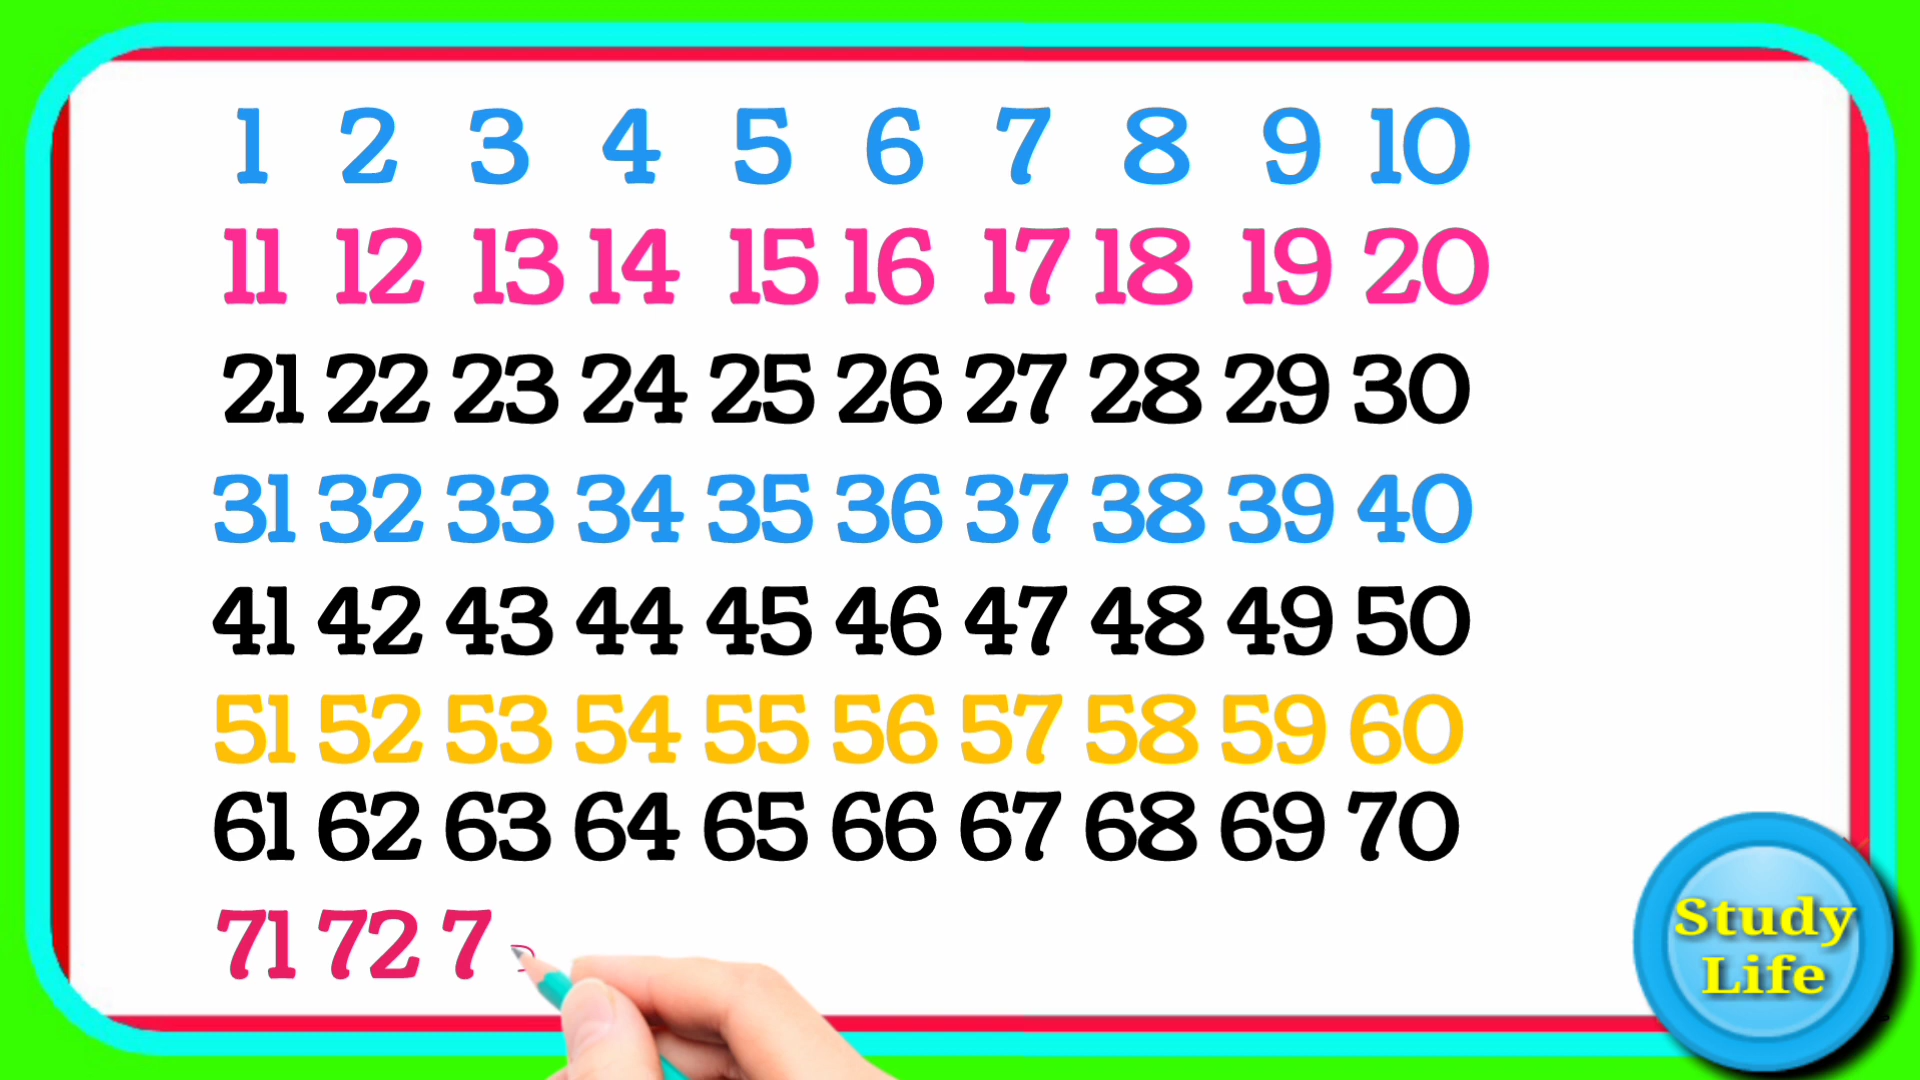 1 2 3 4 5 6 7 8 9 10
11 12 13 14 15 16 17 18 19 20
21 22 23 24 25 26 27 28 29 30
31 32 33 34 35 36 37 38 39 40
41 42 43 44 45 46 47 48 49 50
51 52 53 54 55 56 57 58 59 60
61 62 63 64 65 66 67 68 69 70
71 72 7
Study
Life